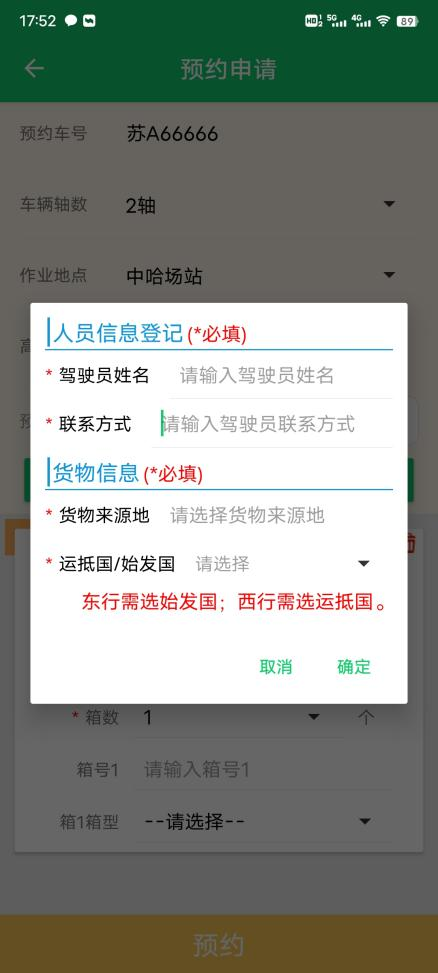 17:52
HD 1 2 5G 4G 89
预约申请
预约车号 苏A66666
车辆轴数 2轴
作业地点 中哈场站
人员信息登记(*必填)
* 驾驶员姓名 请输入驾驶员姓名
* 联系方式 请输入驾驶员联系方式
货物信息(*必填)
* 货物来源地 请选择货物来源地
* 运抵国/始发国 请选择
东行需选始发国；西行需选运抵国。
取消 确定
* 箱数 1 个
箱号1 请输入箱号1
箱1箱型 --请选择--
预约